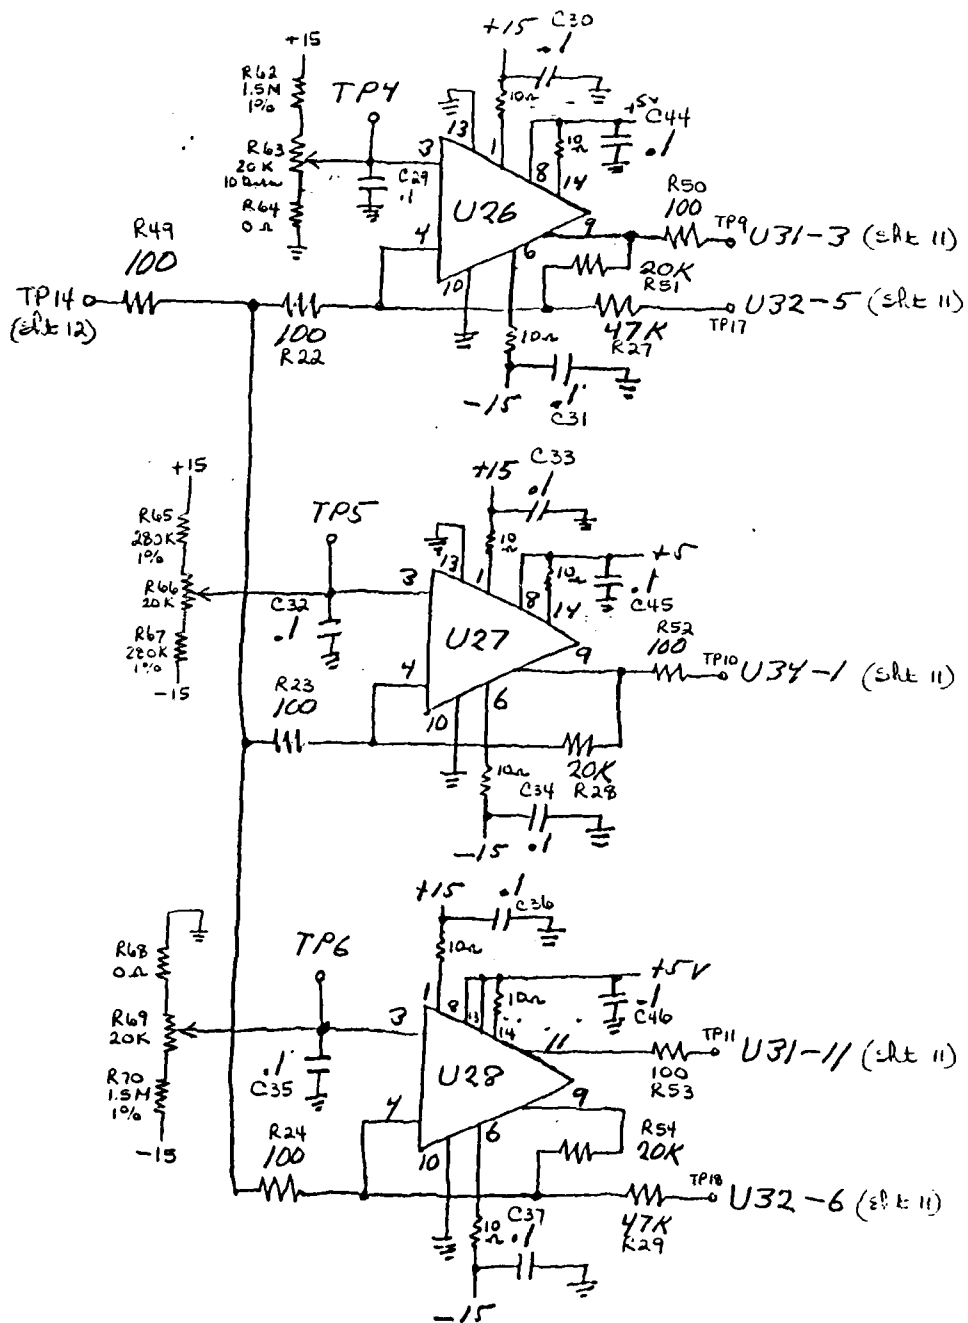 +15
C30
.1
+15
R62
1.5M
1%
TP4
10Ω
+5v
C44
.1
13
1
10Ω
8
14
R63
20K
10 turn
3
C29
.1
U26
R64
0Ω
R50
100
TP9
U31-3 (sht 11)
9
4
6
R49
100
20K
R51
10
TP14
(sht 12)
U32-5 (sht 11)
TP17
100
R22
10Ω
47K
R27
-15
.1
C31
+15
C33
.1
+15
R65
280K
1%
TP5
10Ω
13
1
10Ω
+5
.1
C45
8
14
3
R66
20K
C32
.1
U27
R52
100
R67
280K
1%
9
TP10
U34-1 (sht 11)
-15
4
6
R23
100
10
10Ω
20K
R28
C34
.1
-15
+15
.1
C36
R68
0Ω
TP6
10Ω
+5V
.1
C46
1
8
13
10Ω
14
3
R69
20K
11
TP11
U31-11 (sht 11)
.1
C35
U28
100
R53
R70
1.5M
1%
9
4
6
-15
R24
100
10
R54
20K
TP18
U32-6 (sht 11)
47K
R29
10Ω
C37
.1
-15